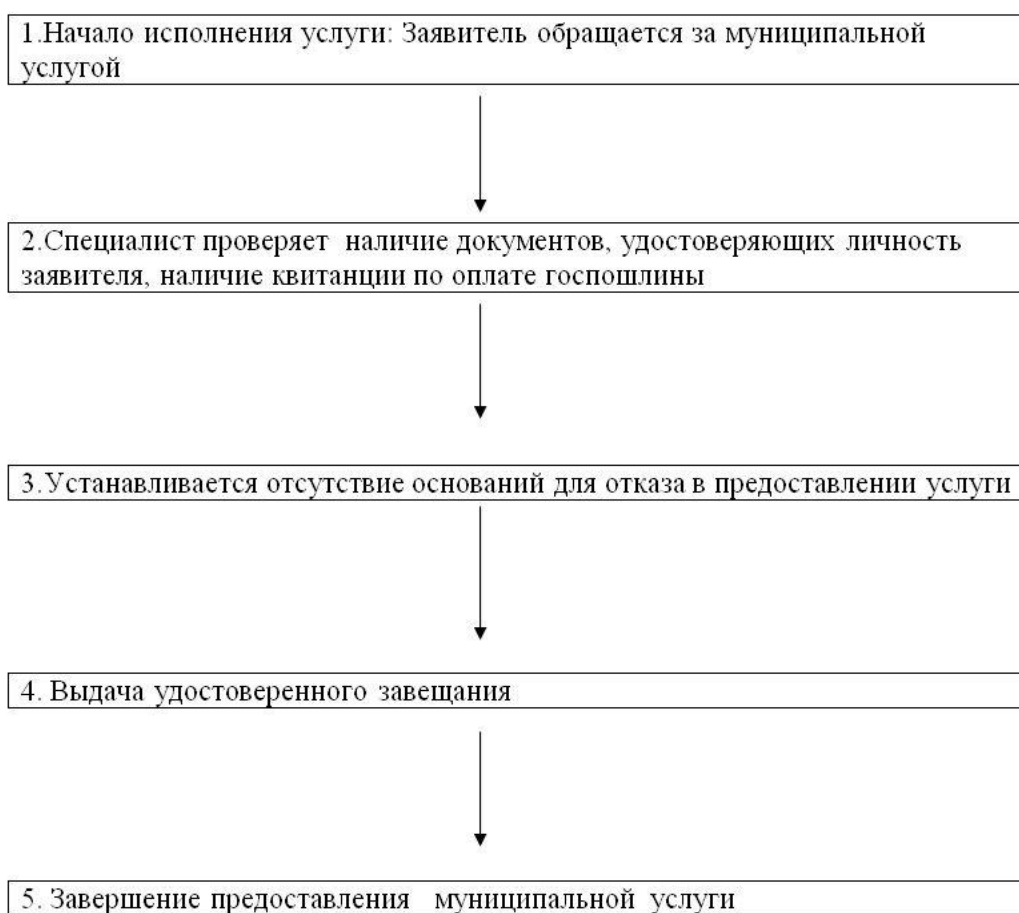 1.Начало исполнения услуги: Заявитель обращается за муниципальной
услугой
2.Специалист проверяет наличие документов, удостоверяющих личность
заявителя, наличие квитанции по оплате госпошлины
3.Устанавливается отсутствие оснований для отказа в предоставлении услуги
4. Выдача удостоверенного завещания
5. Завершение предоставления муниципальной услуги